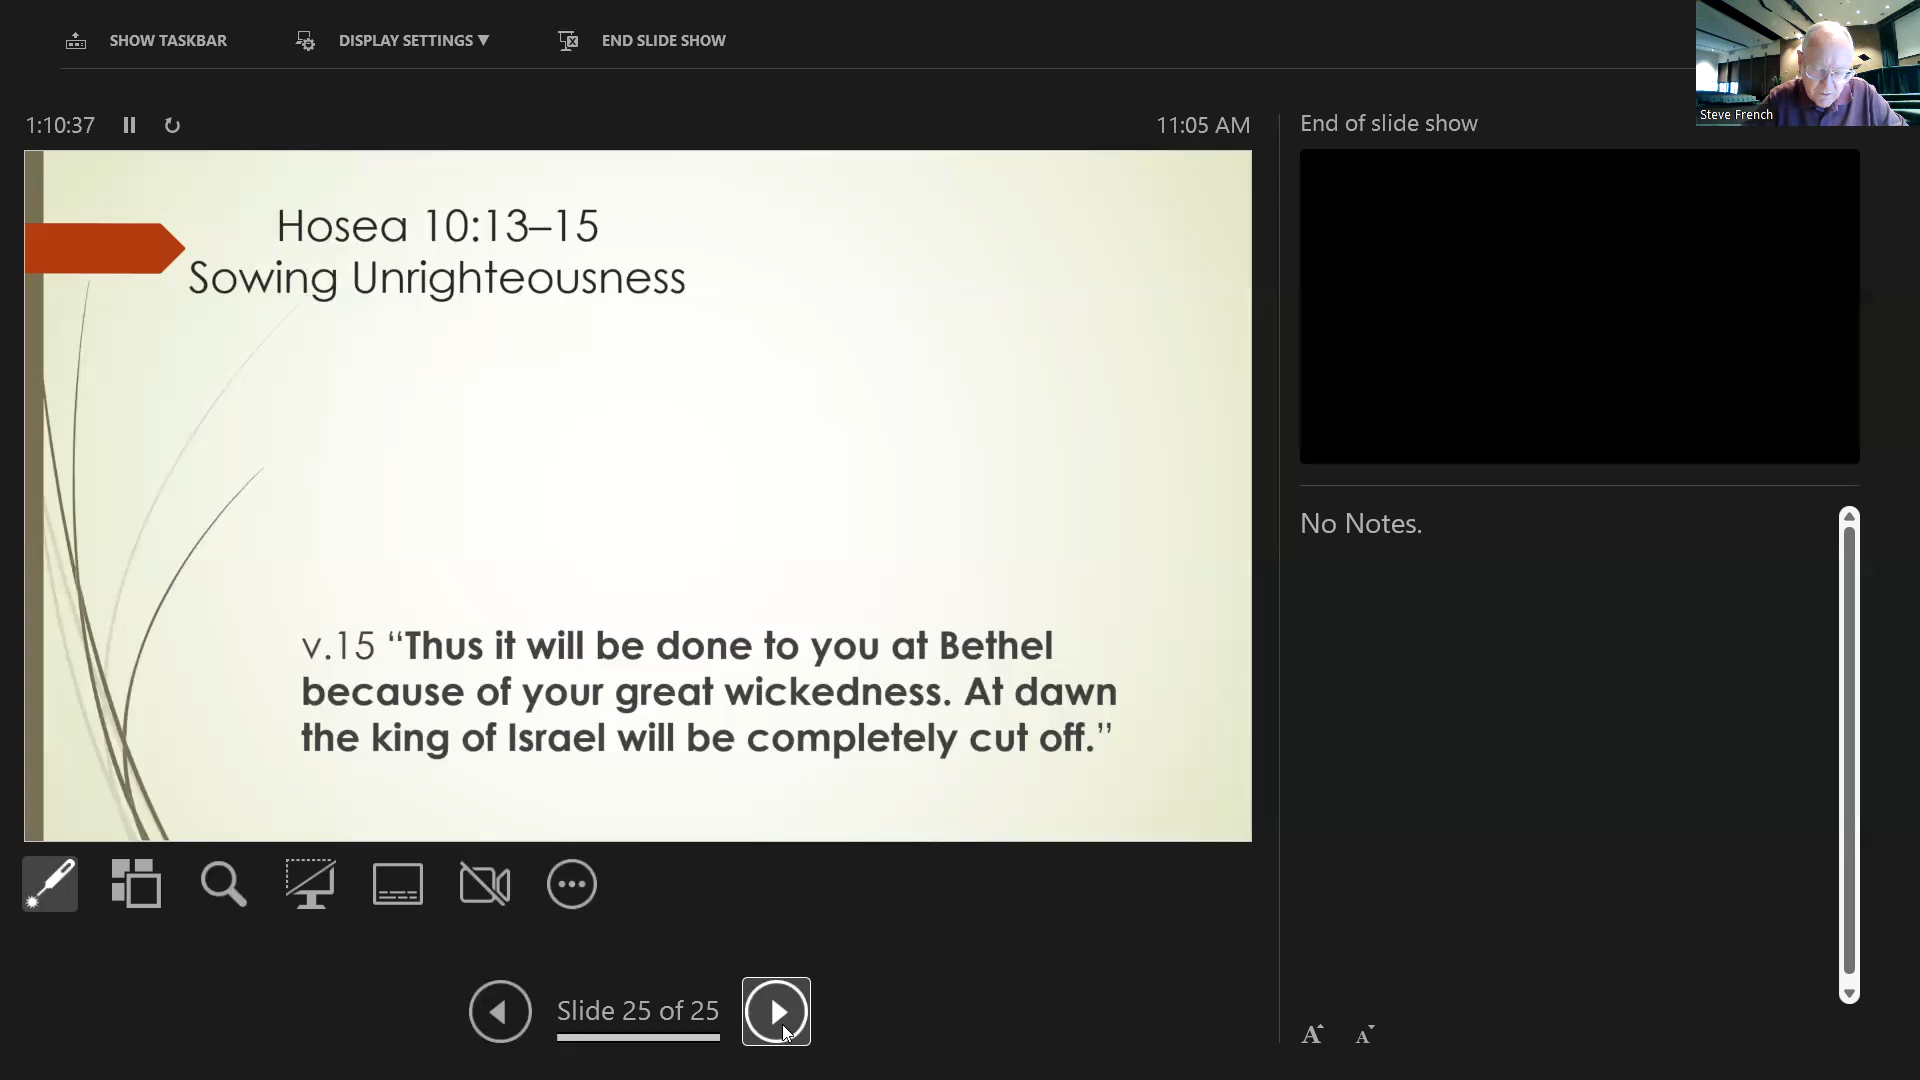 SHOW TASKBAR
DISPLAY SETTINGS ▼
END SLIDE SHOW
Steve French
1:10:37
11:05 AM
End of slide show
Hosea 10:13–15
Sowing Unrighteousness
v.15 “Thus it will be done to you at Bethel
because of your great wickedness. At dawn
the king of Israel will be completely cut off.”
No Notes.
Slide 25 of 25
A A